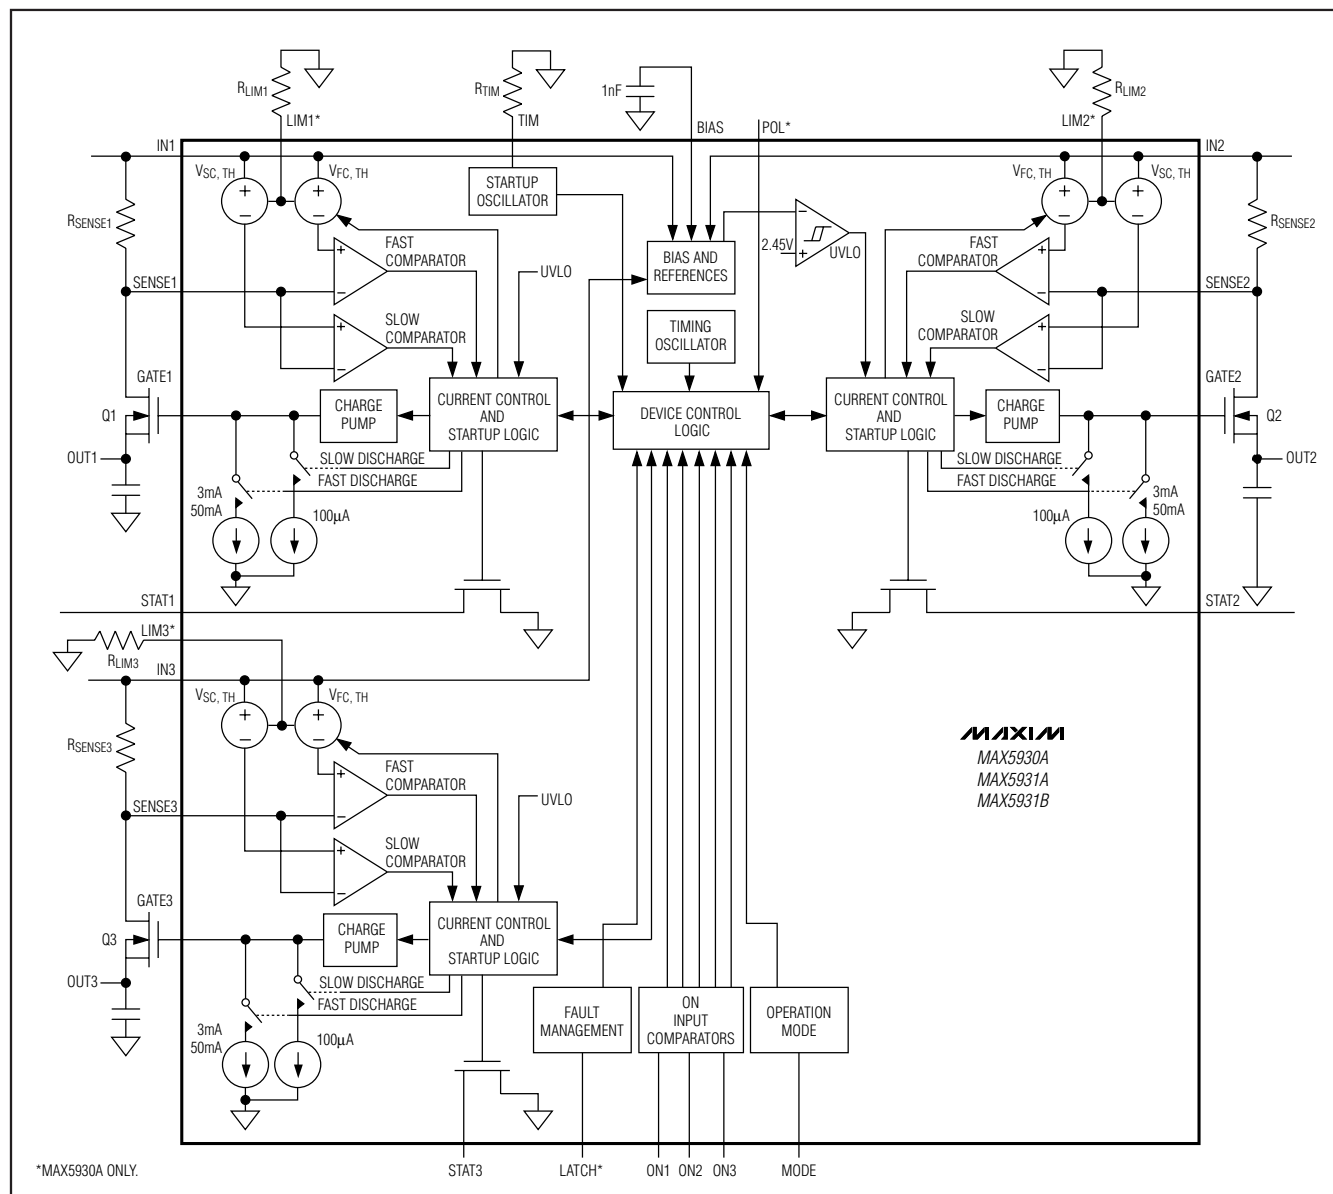 RLIM1
LIM1*
RTIM
TIM
1nF
BIAS
POL*
RLIM2
LIM2*
IN1
IN2
VSC, TH
VFC, TH
STARTUP
OSCILLATOR
VFC, TH
VSC, TH
RSENSE1
RSENSE2
FAST
COMPARATOR
UVLO
BIAS AND
REFERENCES
2.45V
UVLO
FAST
COMPARATOR
SENSE1
SENSE2
SLOW
COMPARATOR
TIMING
OSCILLATOR
SLOW
COMPARATOR
GATE1
GATE2
Q1
CHARGE
PUMP
CURRENT CONTROL
AND
STARTUP LOGIC
DEVICE CONTROL
LOGIC
CURRENT CONTROL
AND
STARTUP LOGIC
CHARGE
PUMP
Q2
OUT1
OUT2
SLOW DISCHARGE
FAST DISCHARGE
SLOW DISCHARGE
FAST DISCHARGE
3mA
50mA
100μA
100μA
3mA
50mA
STAT1
STAT2
LIM3*
RLIM3
IN3
VSC, TH
VFC, TH
RSENSE3
FAST
COMPARATOR
UVLO
MAXIM
MAX5930A
MAX5931A
MAX5931B
SENSE3
SLOW
COMPARATOR
GATE3
Q3
CHARGE
PUMP
CURRENT CONTROL
AND
STARTUP LOGIC
OUT3
SLOW DISCHARGE
FAST DISCHARGE
3mA
50mA
100μA
FAULT
MANAGEMENT
ON
INPUT
COMPARATORS
OPERATION
MODE
*MAX5930A ONLY.
STAT3
LATCH*
ON1
ON2
ON3
MODE